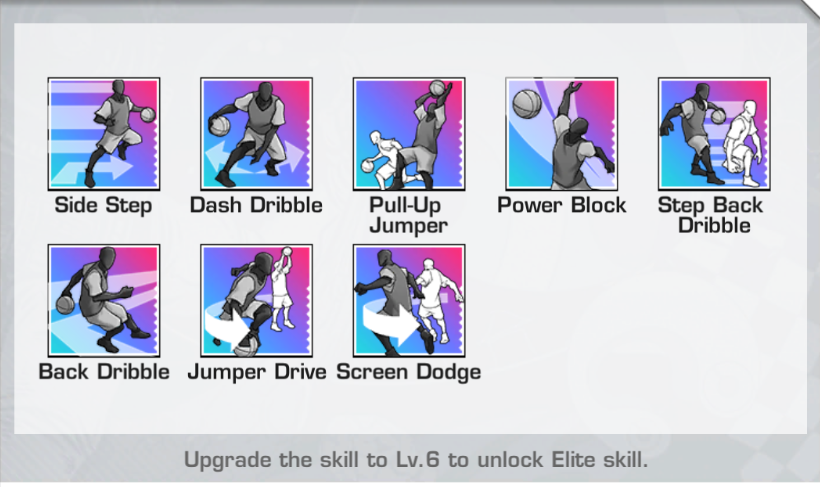 Side Step
Dash Dribble
Pull-Up
Jumper
Power Block
Step Back
Dribble
Back Dribble
Jumper Drive
Screen Dodge
Upgrade the skill to Lv.6 to unlock Elite skill.